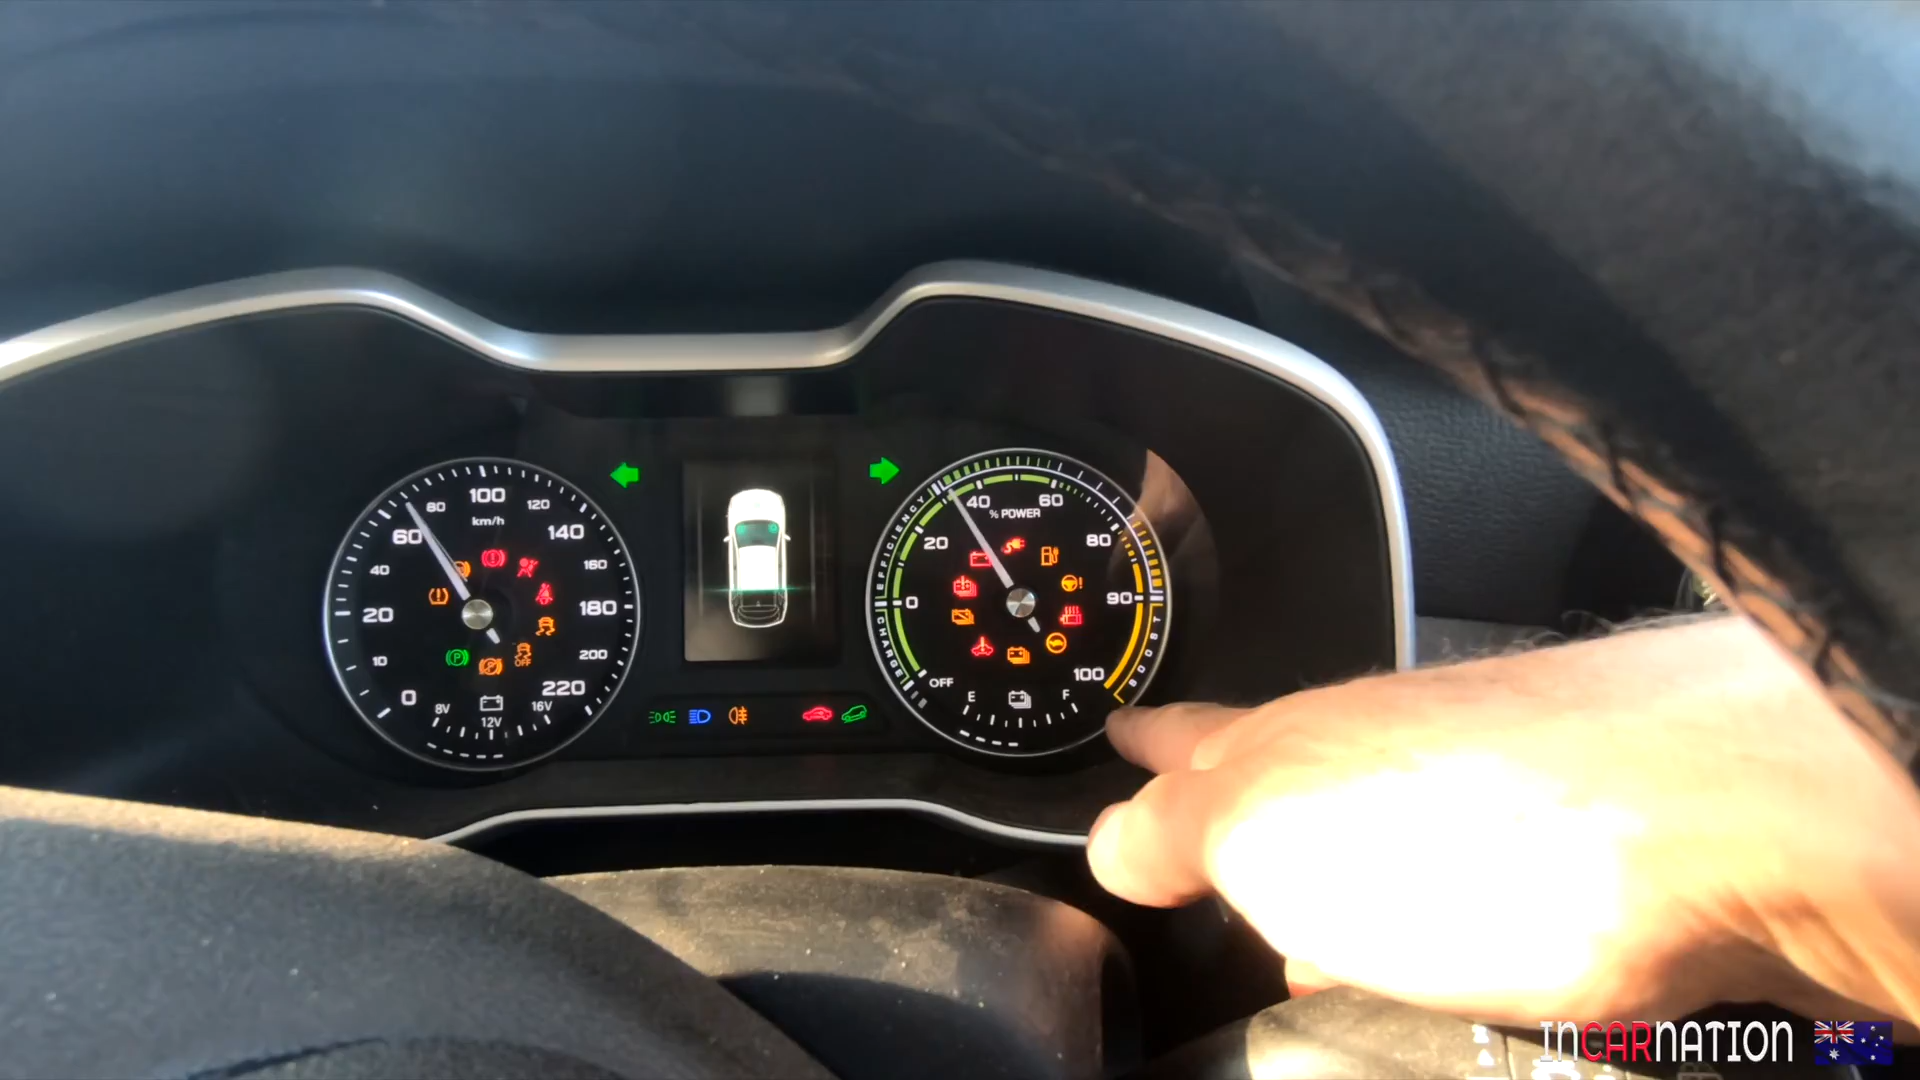 100
80
120
km/h
60
140
40
160
20
180
10
200
OFF
0
220
8V
12V
16V
40
60
% POWER
20
80
EFFICIENCY
0
90
CHARGE
BOOST
OFF
100
E
F
INCARNATION